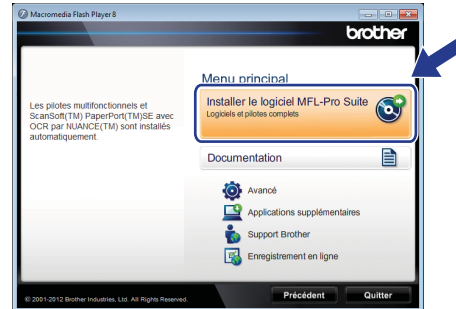 Macromedia Flash Player 8
brother
Menu principal
Installer le logiciel MFL-Pro Suite
Logiciels et pilotes complets
Les pilotes multifonctionnels et
ScanSoft(TM) PaperPort(TM)SE avec
OCR par NUANCE(TM) sont installés
automatiquement.
Documentation
Avancé
Applications supplémentaires
Support Brother
Enregistrement en ligne
© 2001-2012 Brother Industries, Ltd. All Rights Reserved.
Précédent
Quitter